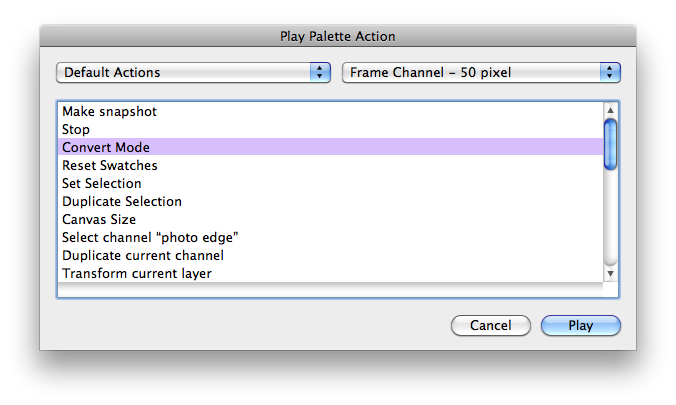 Play Palette Action
Default Actions
Frame Channel - 50 pixel
Make snapshot
Stop
Convert Mode
Reset Swatches
Set Selection
Duplicate Selection
Canvas Size
Select channel “photo edge”
Duplicate current channel
Transform current layer
Cancel
Play